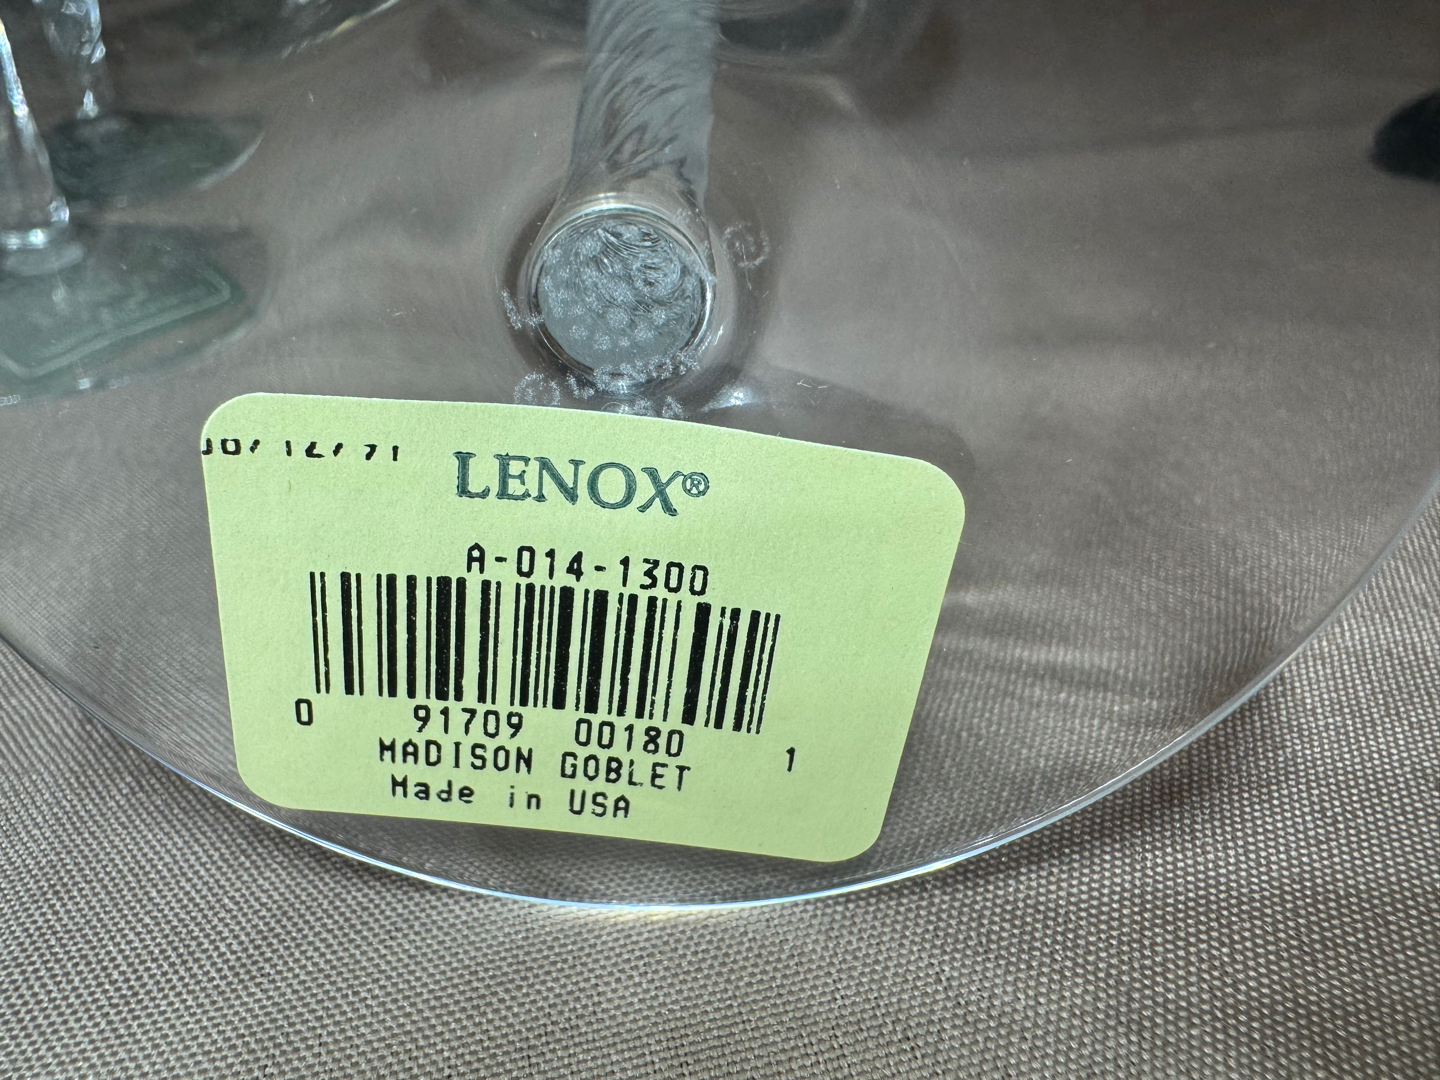 LENOX®
A-014-1300
0 91709 00180 1
MADISON GOBLET
Made in USA